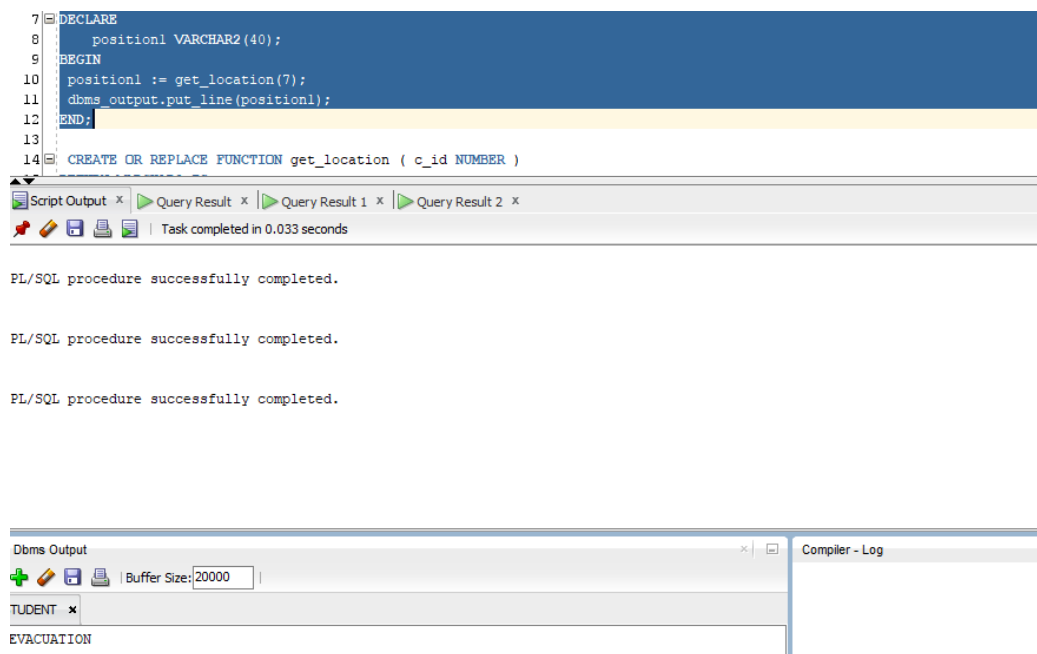 7 DECLARE
8 position1 VARCHAR2(40);
9 BEGIN
10 position1 := get_location(7);
11 dbms_output.put_line(position1);
12 END;
13
14 CREATE OR REPLACE FUNCTION get_location ( c_id NUMBER )
Script Output x Query Result x Query Result 1 x Query Result 2 x
Task completed in 0.033 seconds
PL/SQL procedure successfully completed.
PL/SQL procedure successfully completed.
PL/SQL procedure successfully completed.
Dbms Output
Compiler - Log
Buffer Size: 20000
TUDENT x
EVACUATION